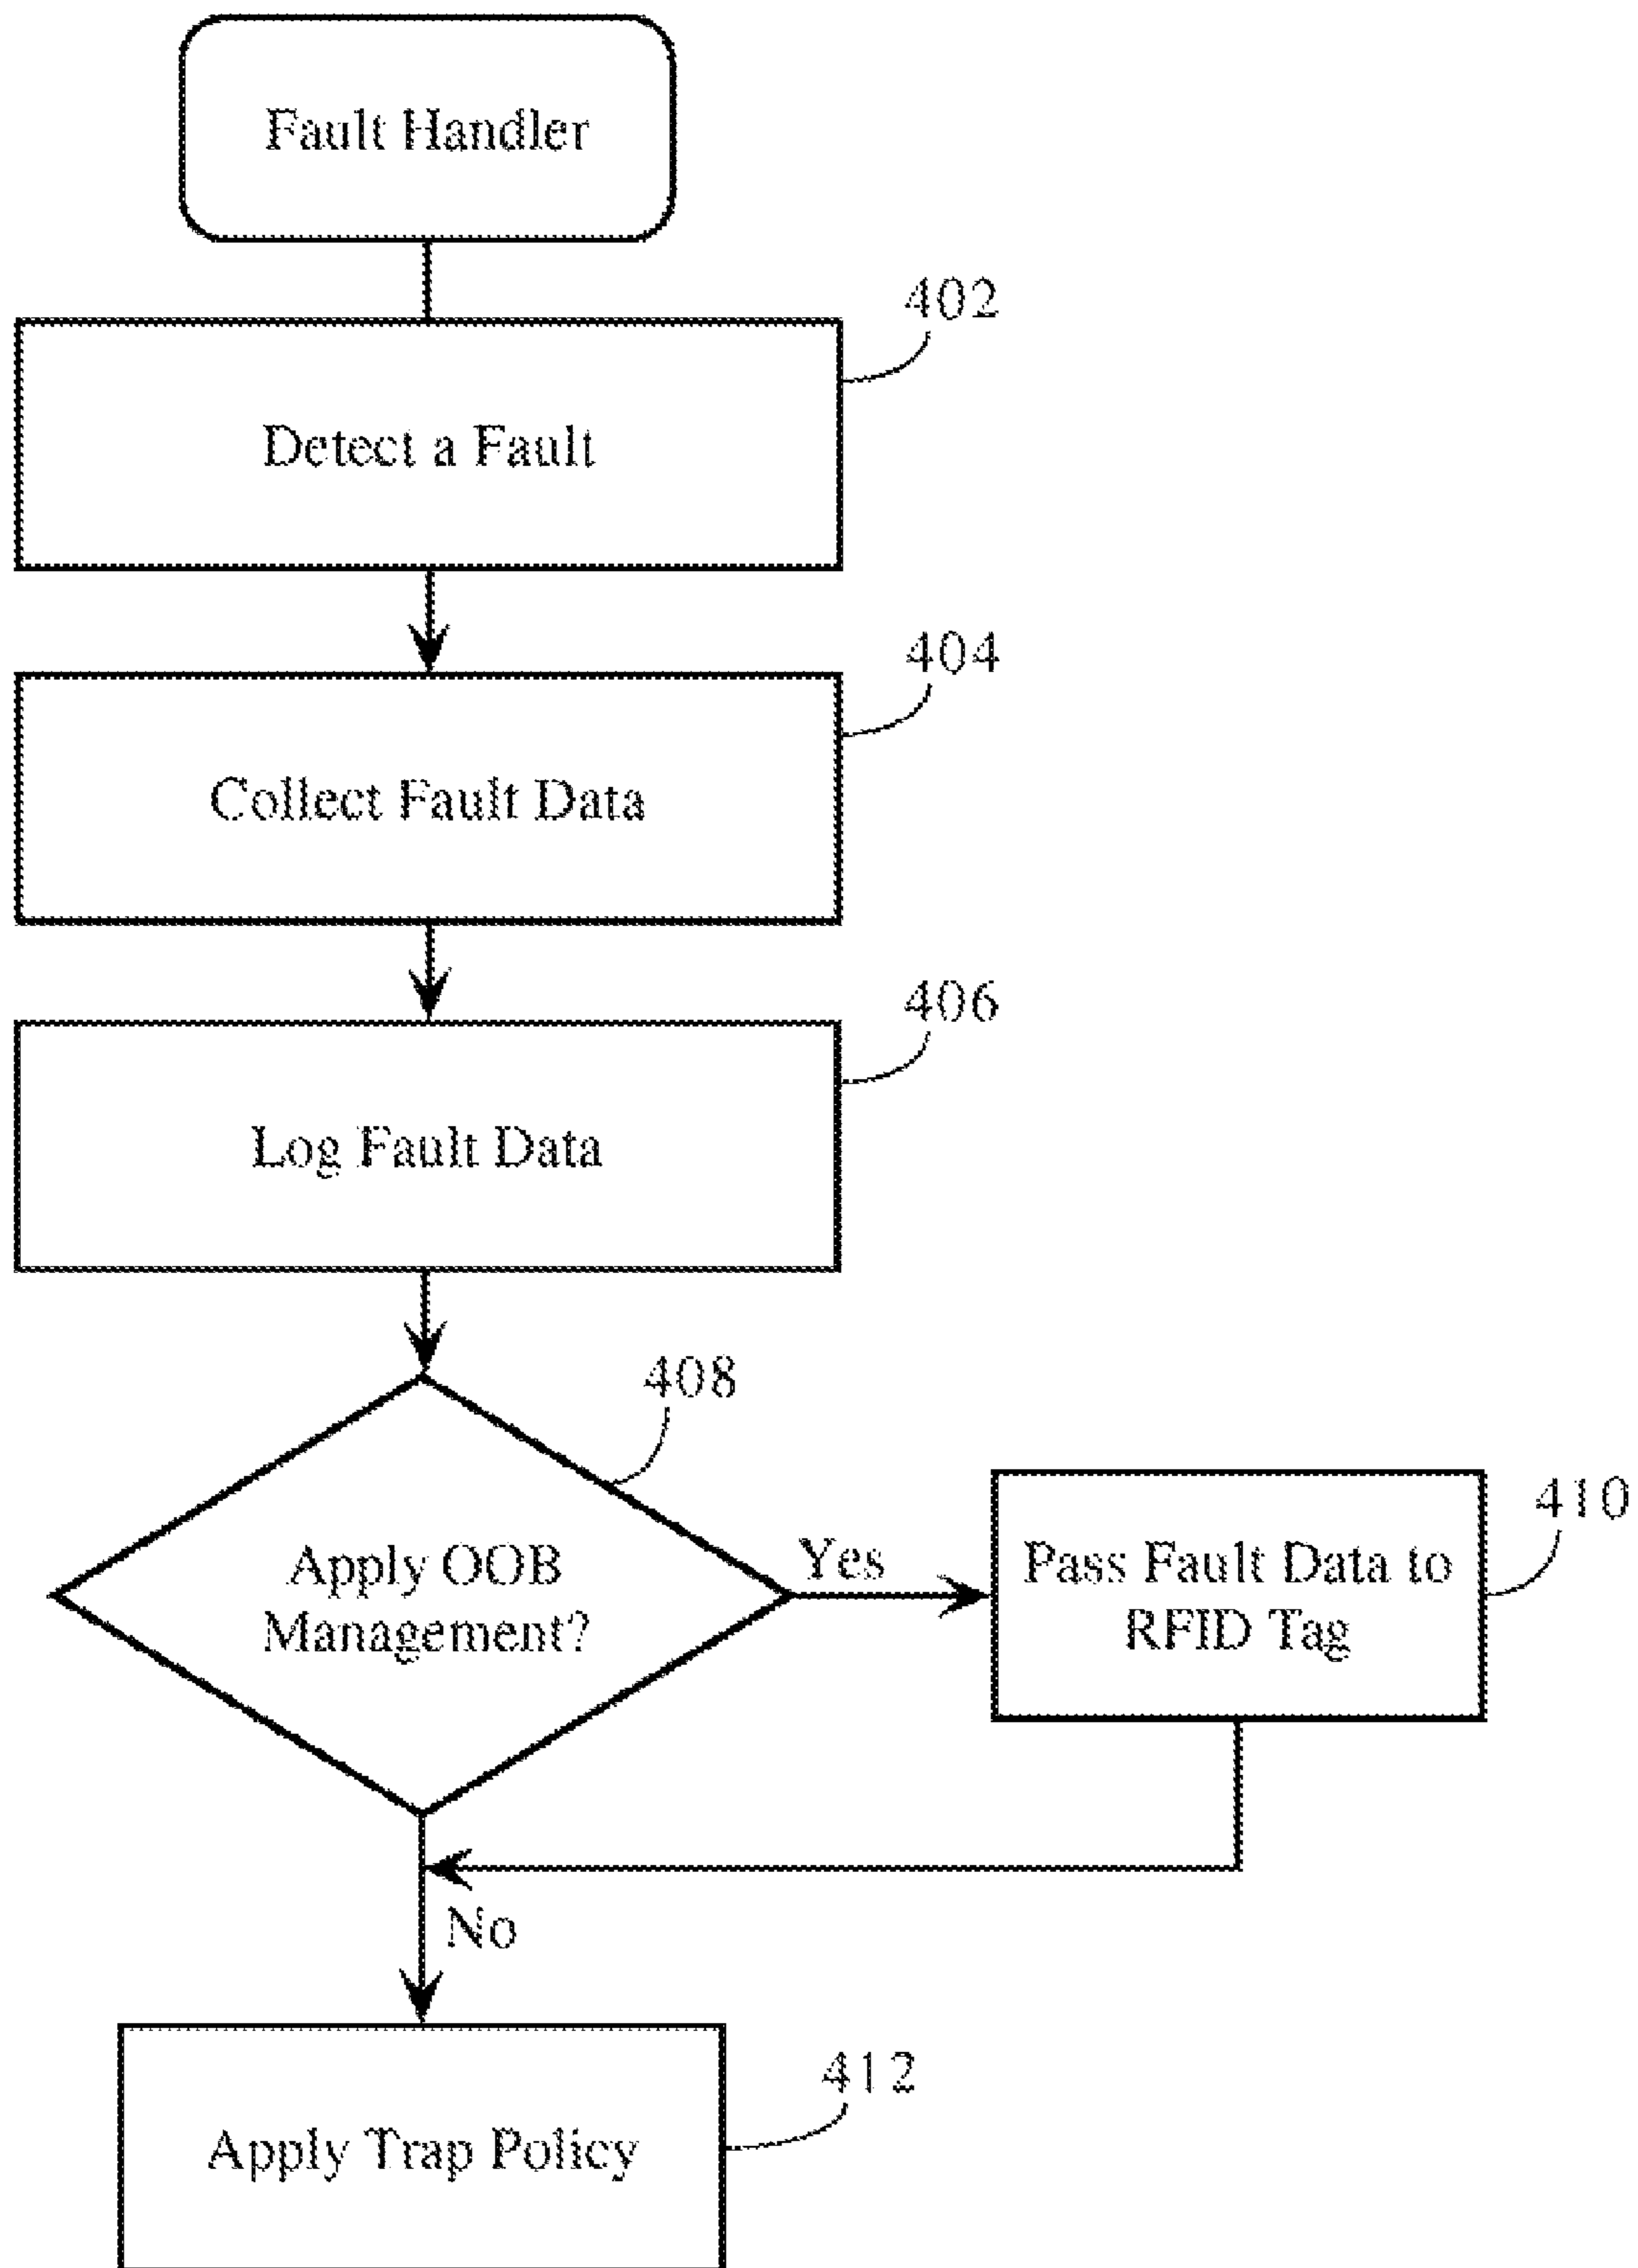 Fault Handler
402
Detect a Fault
404
Collect Fault Data
406
Log Fault Data
408
Apply OOB
Management?
Yes
Pass Fault Data to
RFID Tag
410
No
412
Apply Trap Policy